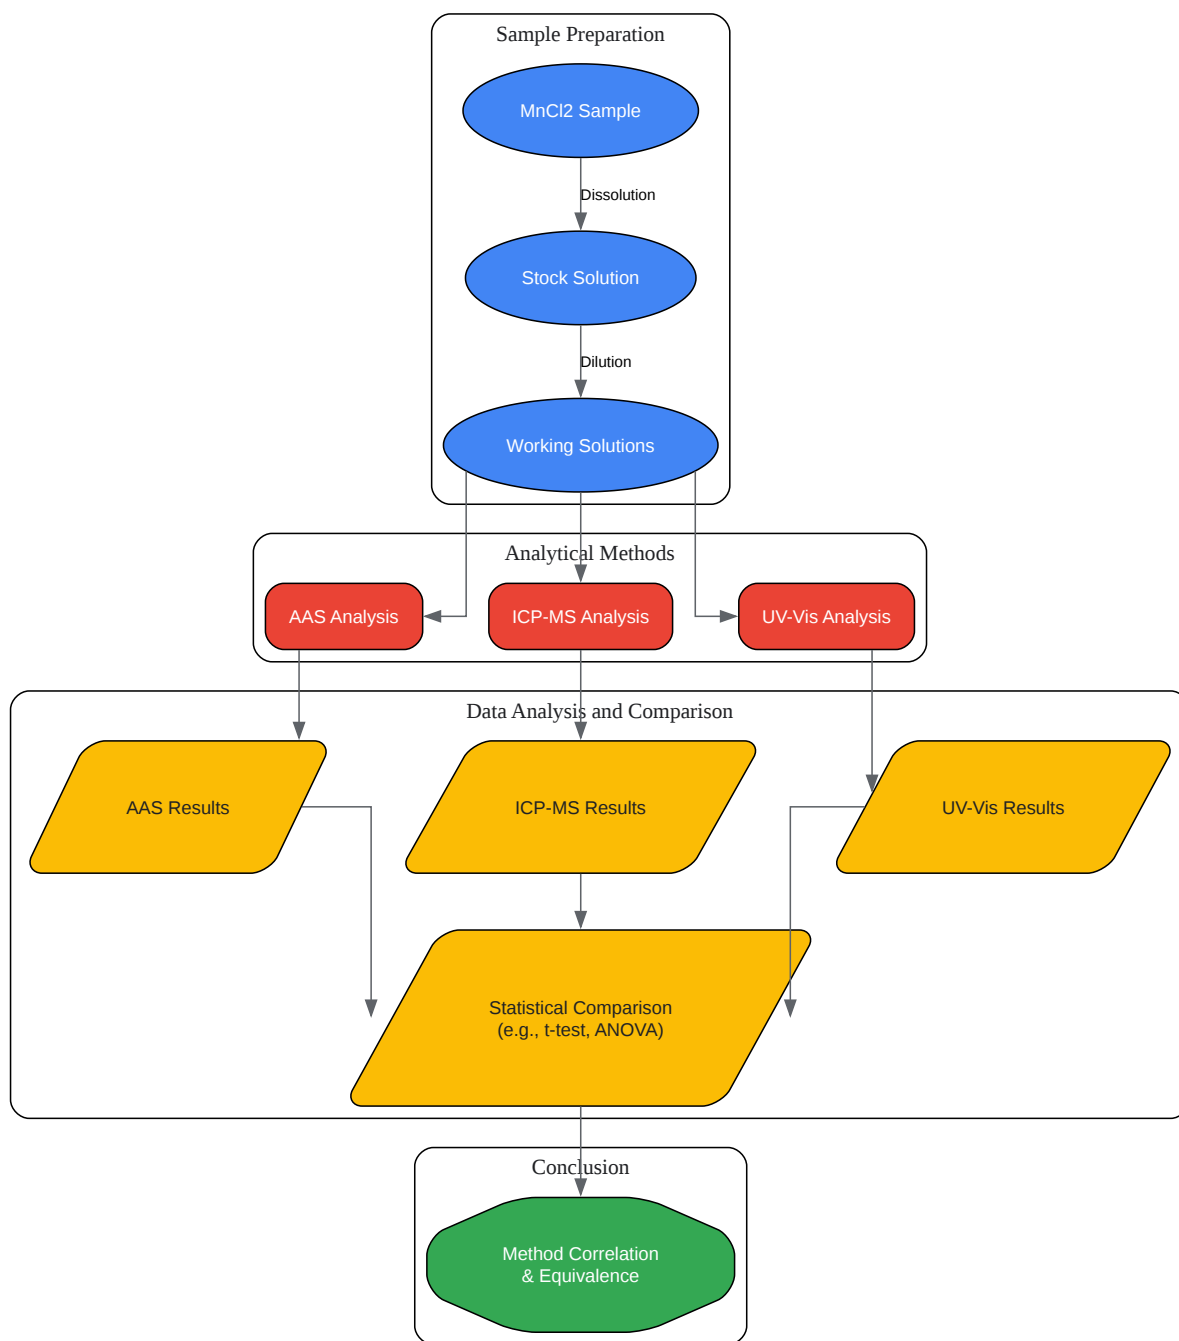 Sample Preparation
MnCl2 Sample
Dissolution
Stock Solution
Dilution
Working Solutions
Analytical Methods
AAS Analysis
ICP-MS Analysis
UV-Vis Analysis
Data Analysis and Comparison
AAS Results
ICP-MS Results
UV-Vis Results
Statistical Comparison
(e.g., t-test, ANOVA)
Conclusion
Method Correlation
& Equivalence